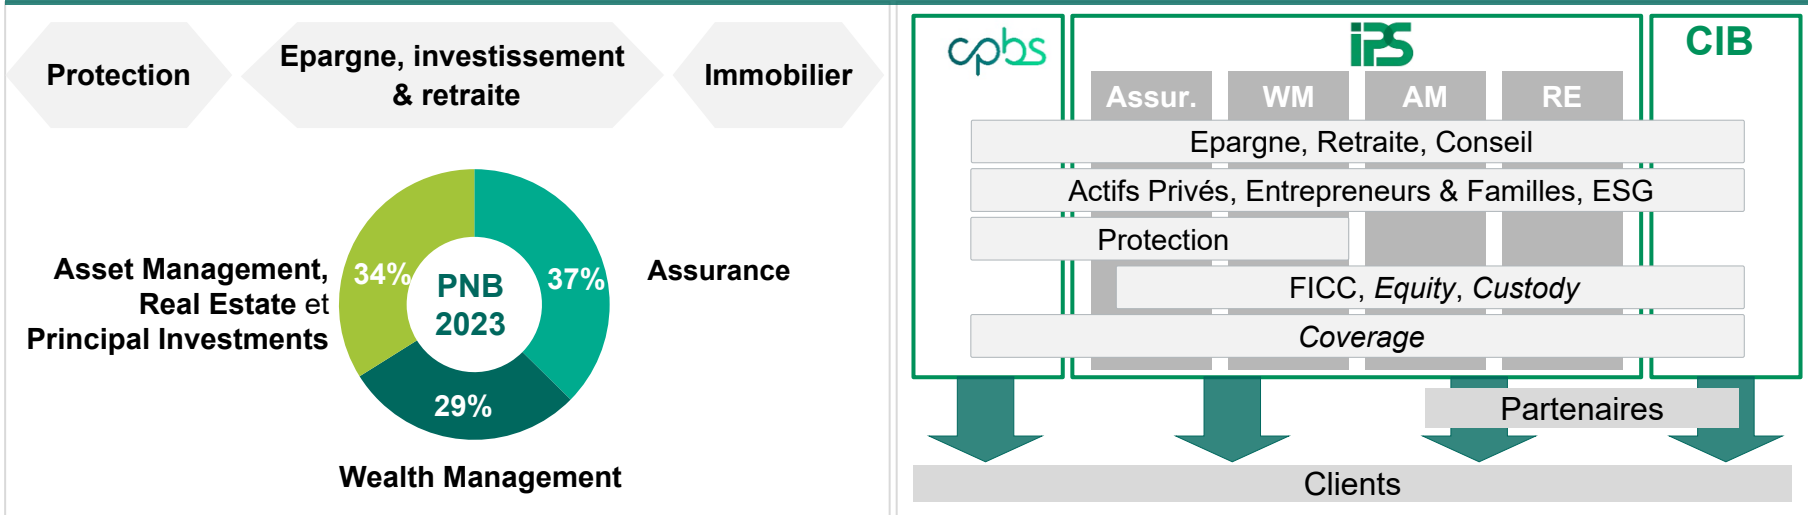 Protection
Epargne, investissement
& retraite
Immobilier
Asset Management,
Real Estate et
Principal Investments
34%
PNB
2023
37%
Assurance
29%
Wealth Management
cpbs
iPS
CIB
Assur.
WM
AM
RE
Epargne, Retraite, Conseil
Actifs Privés, Entrepreneurs & Familles, ESG
Protection
FICC, Equity, Custody
Coverage
Partenaires
Clients